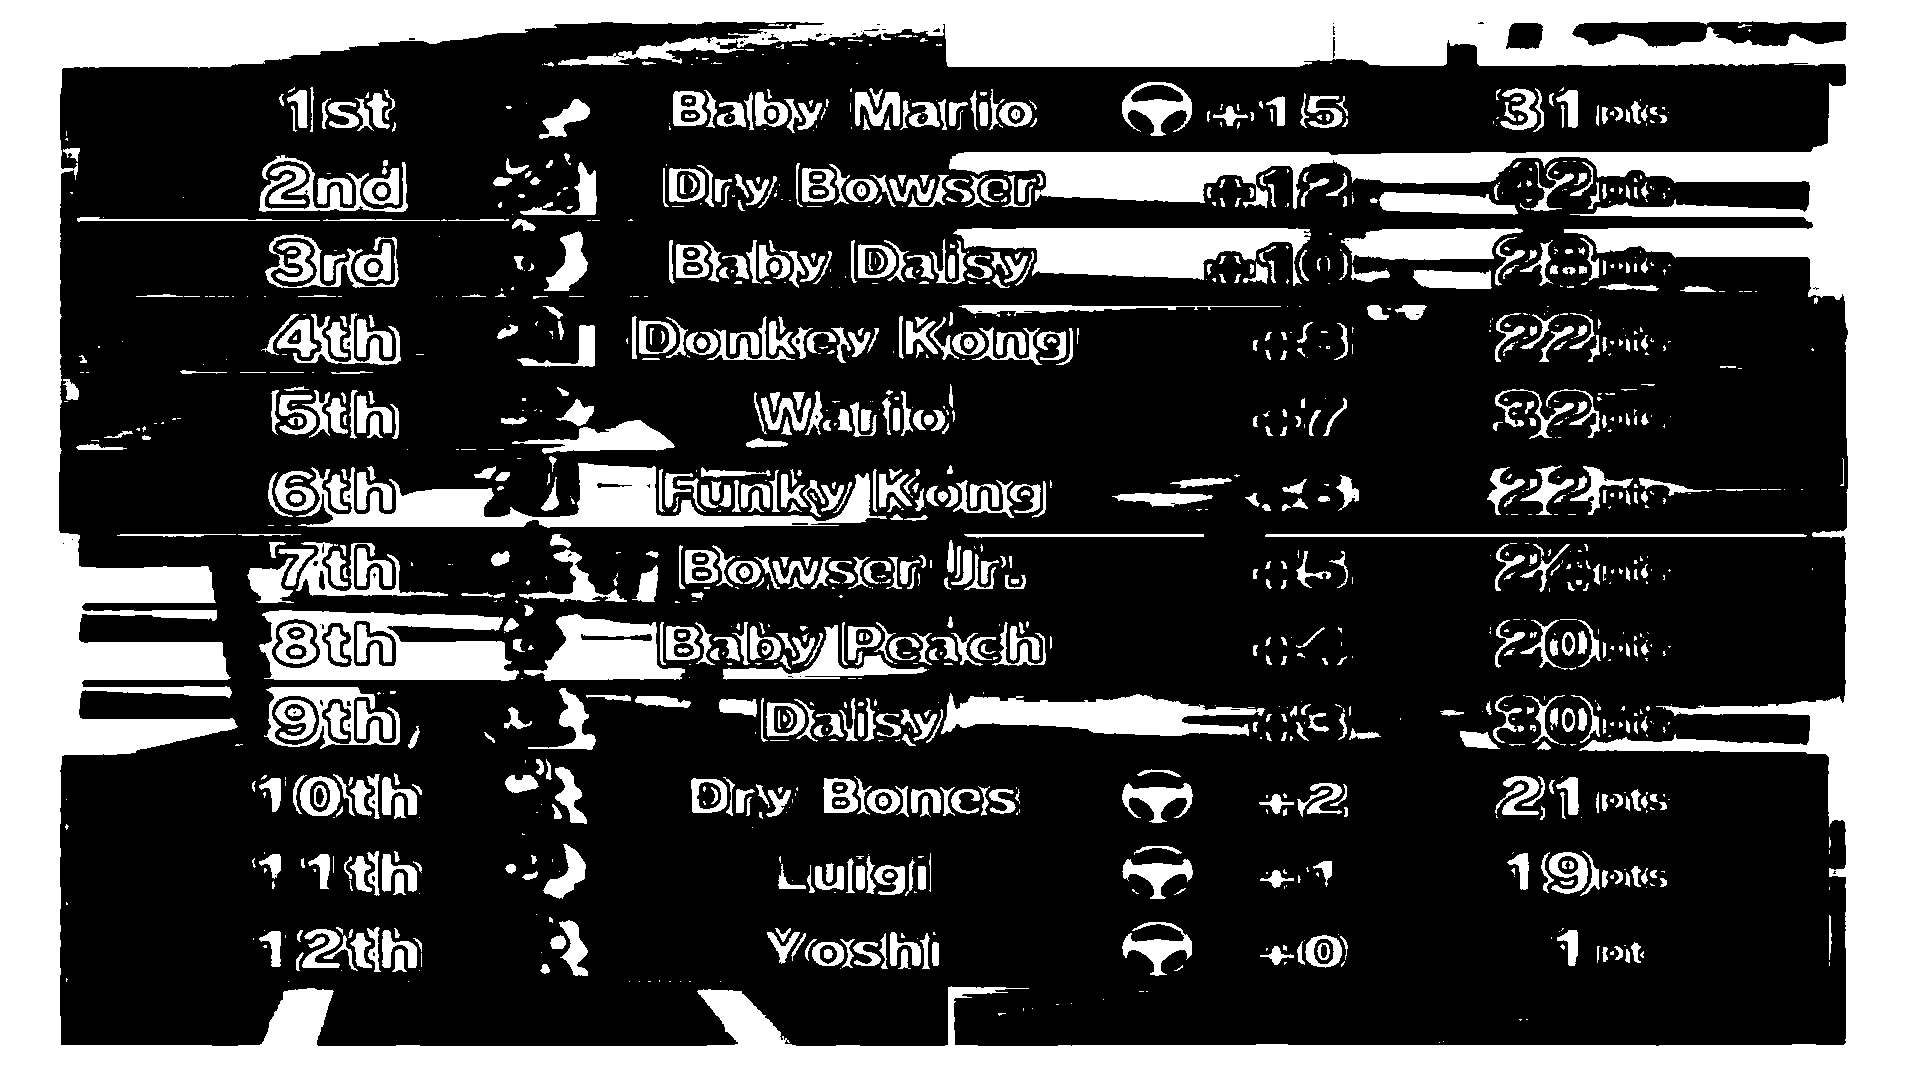 1st Baby Mario +15 31 pts
2nd Dry Bowser +12 42 pts
3rd Baby Daisy +10 28 pts
4th Donkey Kong +8 22 pts
5th Wario +7 32 pts
6th Funky Kong +6 22 pts
7th Bowser Jr. +5 24 pts
8th Baby Peach +4 20 pts
9th Daisy +3 30 pts
10th Dry Bones +2 21 pts
11th Luigi +1 19 pts
12th Yoshi +0 1 pt